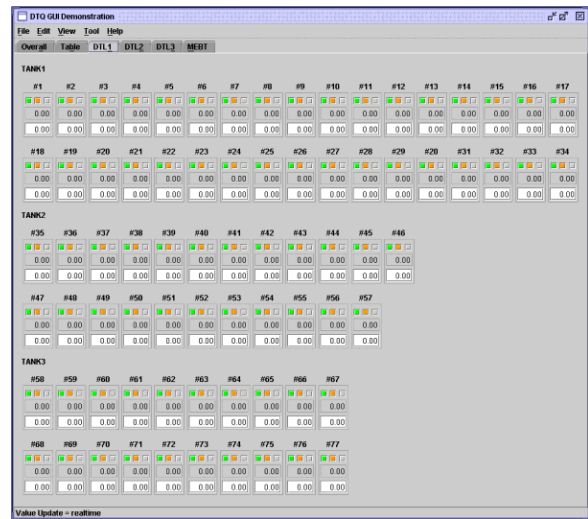 DTQ GUI Demonstration
File Edit View Tool Help
Overall Table DTL1 DTL2 DTL3 MEBT
TANK1
#1 #2 #3 #4 #5 #6 #7 #8 #9 #10 #11 #12 #13 #14 #15 #16 #17
0.00 0.00 0.00 0.00 0.00 0.00 0.00 0.00 0.00 0.00 0.00 0.00 0.00 0.00 0.00 0.00 0.00
0.00 0.00 0.00 0.00 0.00 0.00 0.00 0.00 0.00 0.00 0.00 0.00 0.00 0.00 0.00 0.00 0.00
#18 #19 #20 #21 #22 #23 #24 #25 #26 #27 #28 #29 #20 #31 #32 #33 #34
0.00 0.00 0.00 0.00 0.00 0.00 0.00 0.00 0.00 0.00 0.00 0.00 0.00 0.00 0.00 0.00 0.00
0.00 0.00 0.00 0.00 0.00 0.00 0.00 0.00 0.00 0.00 0.00 0.00 0.00 0.00 0.00 0.00 0.00
TANK2
#35 #36 #37 #38 #39 #40 #41 #42 #43 #44 #45 #46
0.00 0.00 0.00 0.00 0.00 0.00 0.00 0.00 0.00 0.00 0.00 0.00
0.00 0.00 0.00 0.00 0.00 0.00 0.00 0.00 0.00 0.00 0.00 0.00
#47 #48 #49 #50 #51 #52 #53 #54 #55 #56 #57
0.00 0.00 0.00 0.00 0.00 0.00 0.00 0.00 0.00 0.00 0.00
0.00 0.00 0.00 0.00 0.00 0.00 0.00 0.00 0.00 0.00 0.00
TANK3
#58 #59 #60 #61 #62 #63 #64 #65 #66 #67
0.00 0.00 0.00 0.00 0.00 0.00 0.00 0.00 0.00 0.00
0.00 0.00 0.00 0.00 0.00 0.00 0.00 0.00 0.00 0.00
#68 #69 #70 #71 #72 #73 #74 #75 #76 #77
0.00 0.00 0.00 0.00 0.00 0.00 0.00 0.00 0.00 0.00
0.00 0.00 0.00 0.00 0.00 0.00 0.00 0.00 0.00 0.00
Value Update = realtime